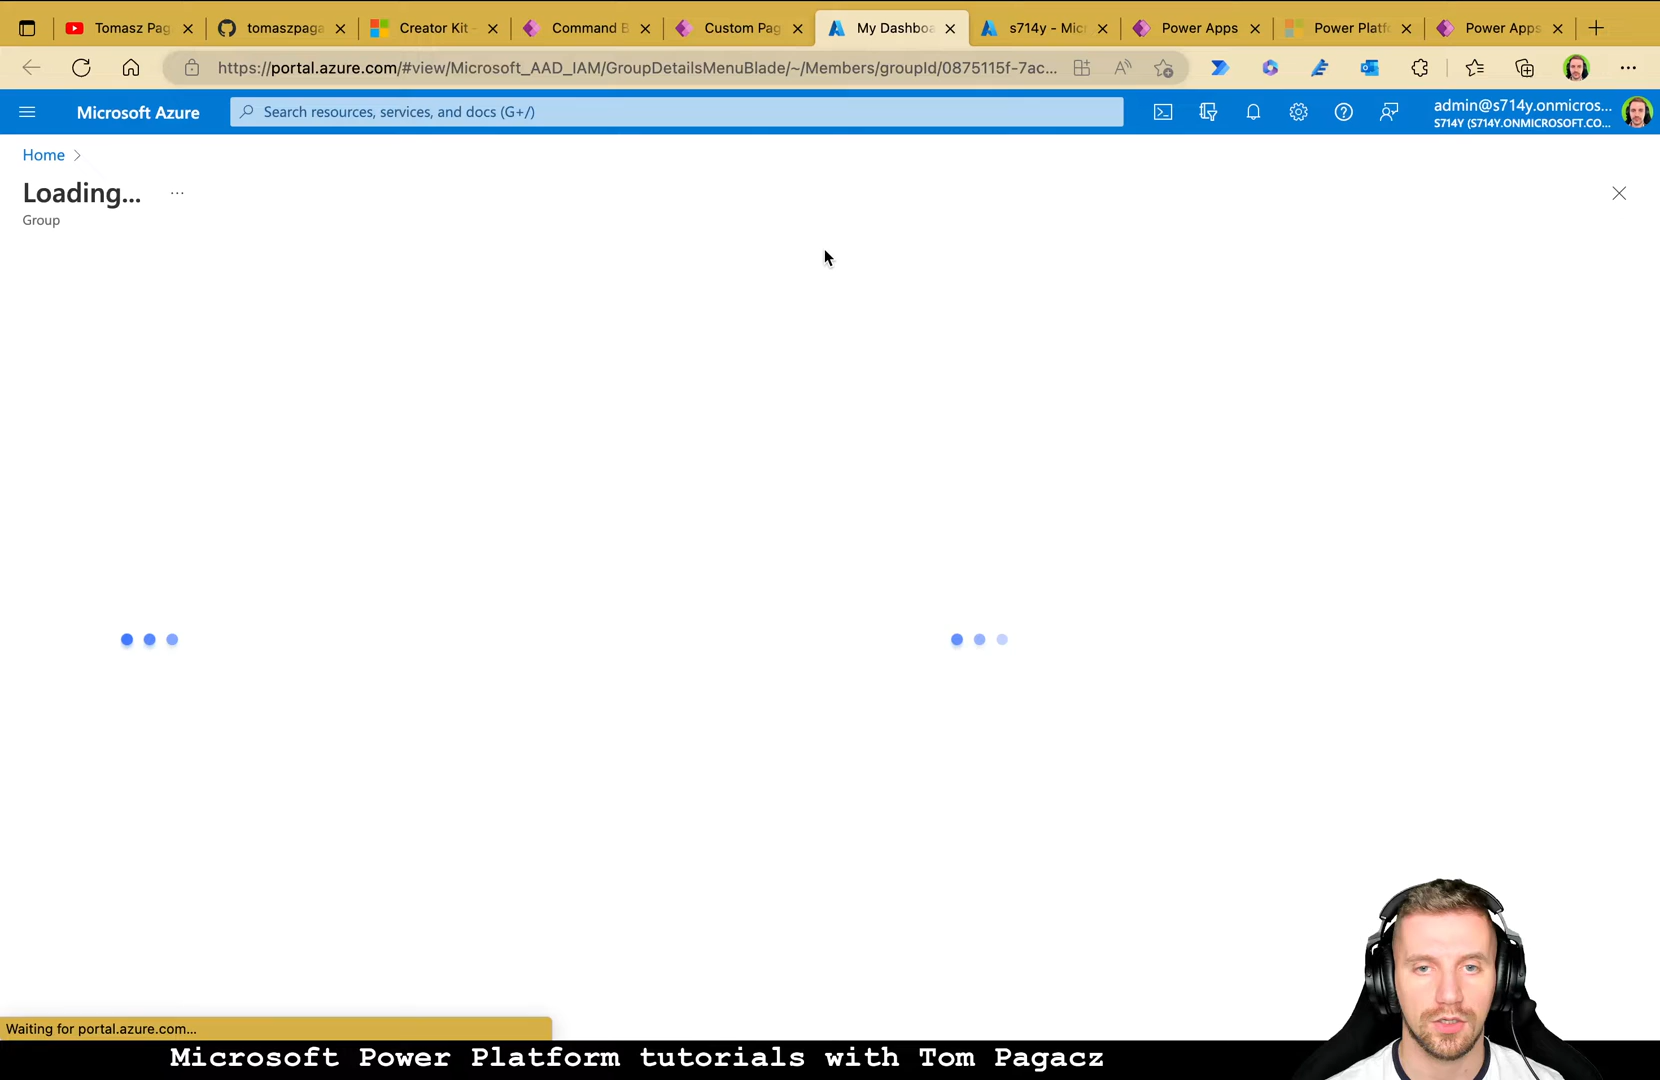 Tomasz Pag
tomaszpaga
Creator Kit -
Command B
Custom Pag
My Dashboa
s714y - Micr
Power Apps
Power Platfo
Power Apps
https://portal.azure.com/#view/Microsoft_AAD_IAM/GroupDetailsMenuBlade/~/Members/groupId/0875115f-7ac...
Microsoft Azure
Search resources, services, and docs (G+/)
admin@s714y.onmicros...
S714Y (S714Y.ONMICROSOFT.CO...
Home
Loading...
...
Group
Waiting for portal.azure.com...
Microsoft Power Platform tutorials with Tom Pagacz